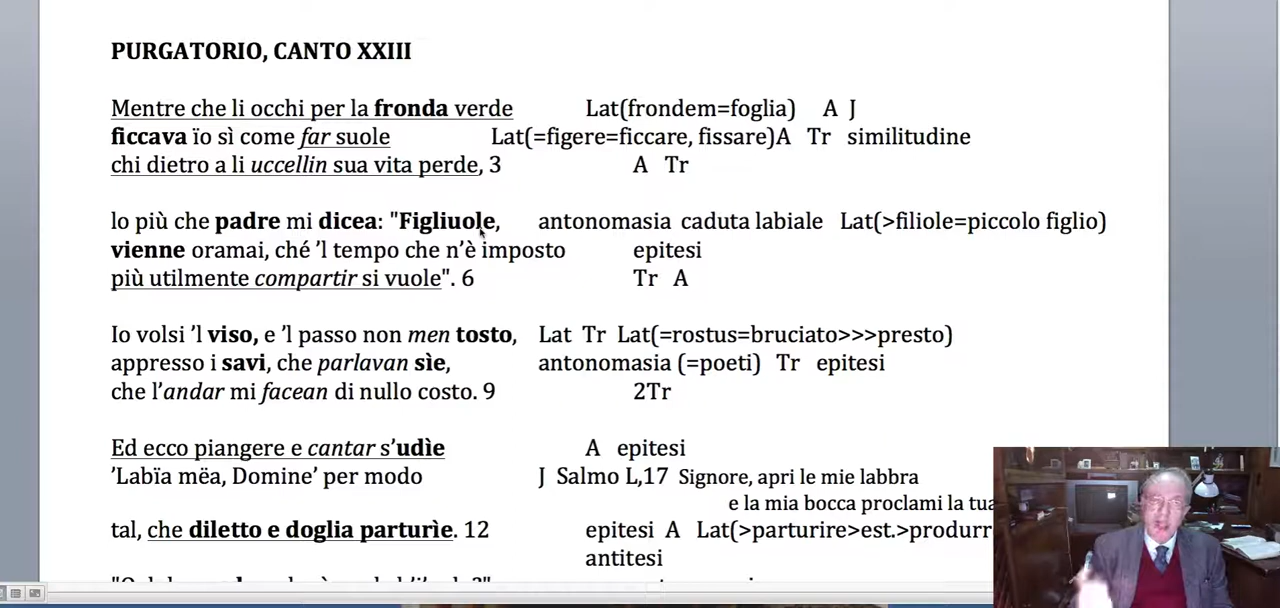 PURGATORIO, CANTO XXIII
Mentre che li occhi per la fronda verde Lat(frondem=foglia) A J
ficcava ïo sì come far suole Lat(=figere=ficcare, fissare)A Tr similitudine
chi dietro a li uccellin sua vita perde, 3 A Tr
lo più che padre mi dicea: "Figliuole, antonomasia caduta labiale Lat(>filiole=piccolo figlio)
vienne oramai, ché 'l tempo che n'è imposto epitesi
più utilmente compartir si vuole". 6 Tr A
Io volsi 'l viso, e 'l passo non men tosto, Lat Tr Lat(=rostus=bruciato>>>presto)
appresso i savi, che parlavan sìe, antonomasia (=poeti) Tr epitesi
che l'andar mi facean di nullo costo. 9 2Tr
Ed ecco piangere e cantar s'udìe A epitesi
'Labïa mëa, Domine' per modo J Salmo L,17 Signore, apri le mie labbra
e la mia bocca proclami la tua
tal, che diletto e doglia parturìe. 12 epitesi A Lat(>parturire>est.>produrr
antitesi